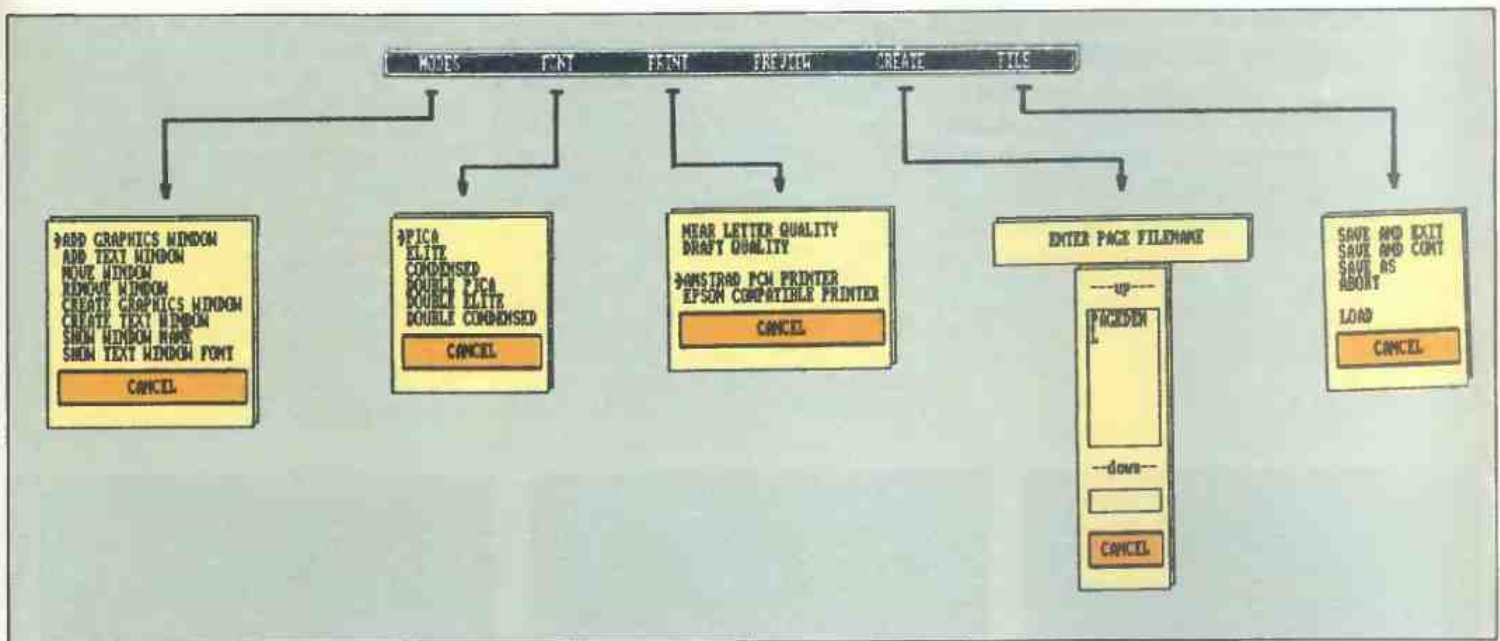 MODES FONT PRINT PREVIEW CREATE FILE
ADD GRAPHICS WINDOW
ADD TEXT WINDOW
MOVE WINDOW
REMOVE WINDOW
CREATE GRAPHICS WINDOW
CREATE TEXT WINDOW
SHOW WINDOW NAME
SHOW TEXT WINDOW FONT
CANCEL
PICA
ELITE
CONDENSED
DOUBLE PICA
DOUBLE ELITE
DOUBLE CONDENSED
CANCEL
NEAR LETTER QUALITY
DRAFT QUALITY
AMSTRAD PCW PRINTER
EPSON COMPATIBLE PRINTER
CANCEL
ENTER PAGE FILENAME
---up---
---down---
CANCEL
SAVE AND EXIT
SAVE AND CONT
SAVE AS
ABORT
LOAD
CANCEL